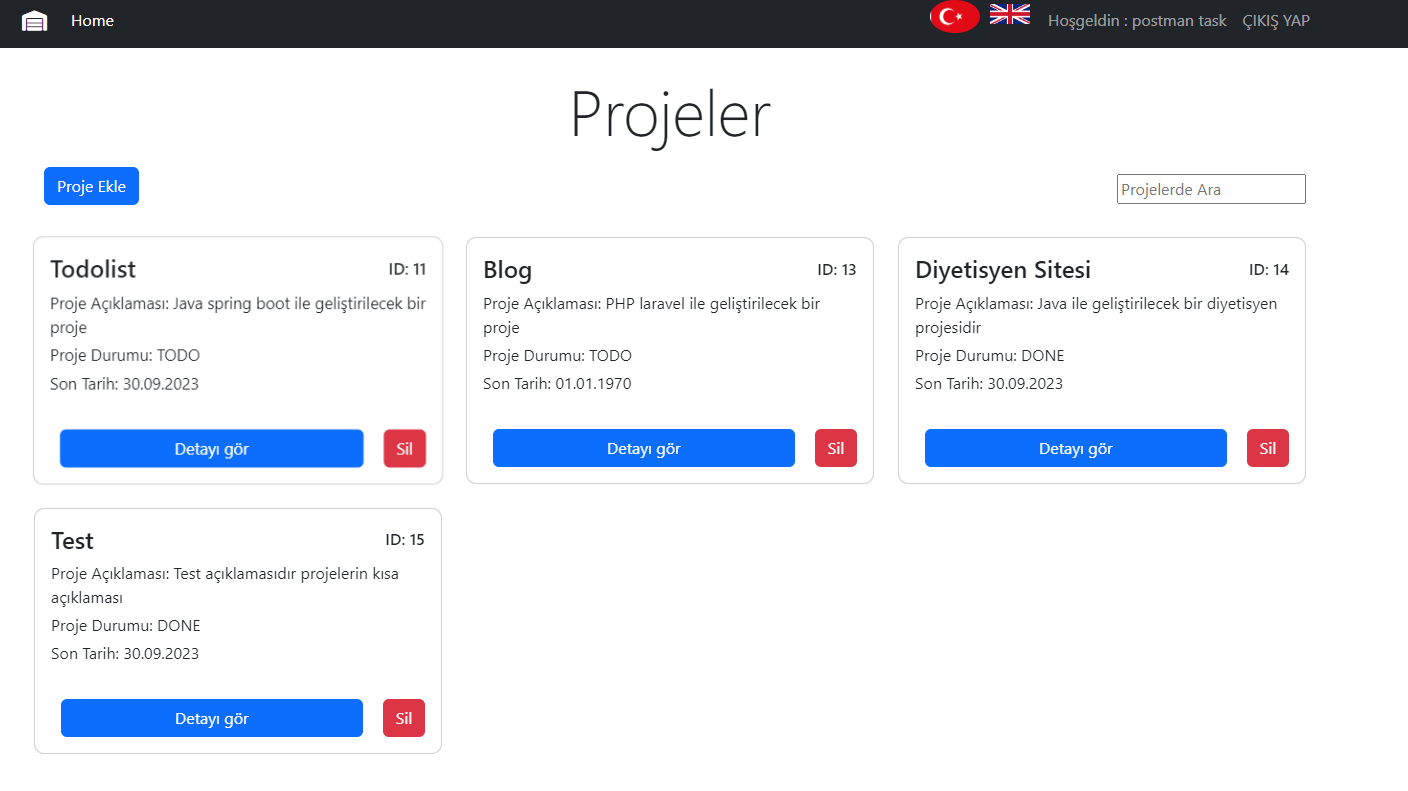 Home
Hoşgeldin : postman task
ÇIKIŞ YAP
Projeler
Proje Ekle
Projelerde Ara
Todolist
ID: 11
Proje Açıklaması: Java spring boot ile geliştirilecek bir
proje
Proje Durumu: TODO
Son Tarih: 30.09.2023
Detayı gör
Sil
Blog
ID: 13
Proje Açıklaması: PHP laravel ile geliştirilecek bir
proje
Proje Durumu: TODO
Son Tarih: 01.01.1970
Detayı gör
Sil
Diyetisyen Sitesi
ID: 14
Proje Açıklaması: Java ile geliştirilecek bir diyetisyen
projesidir
Proje Durumu: DONE
Son Tarih: 30.09.2023
Detayı gör
Sil
Test
ID: 15
Proje Açıklaması: Test açıklamasıdır projelerin kısa
açıklaması
Proje Durumu: DONE
Son Tarih: 30.09.2023
Detayı gör
Sil